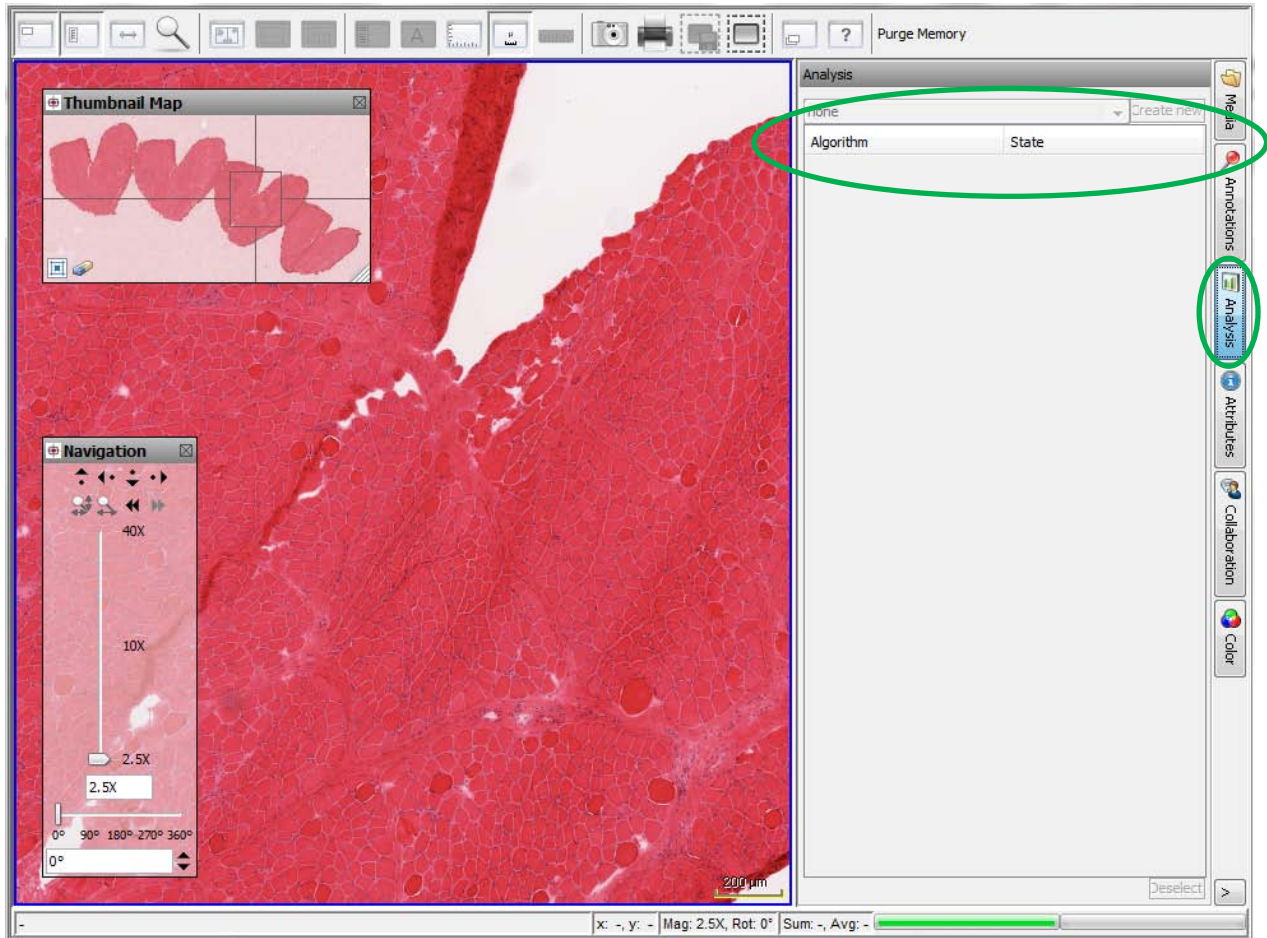 A
µ
?
Purge Memory
Thumbnail Map
Analysis
none
Create new
Algorithm
State
Media
Annotations
Analysis
Attributes
Collaboration
Color
Navigation
40X
10X
2.5X
2.5X
0° 90° 180° 270° 360°
0°
200 µm
Deselect
>
-
x: -, y: -
Mag: 2.5X, Rot: 0°
Sum: -, Avg: -